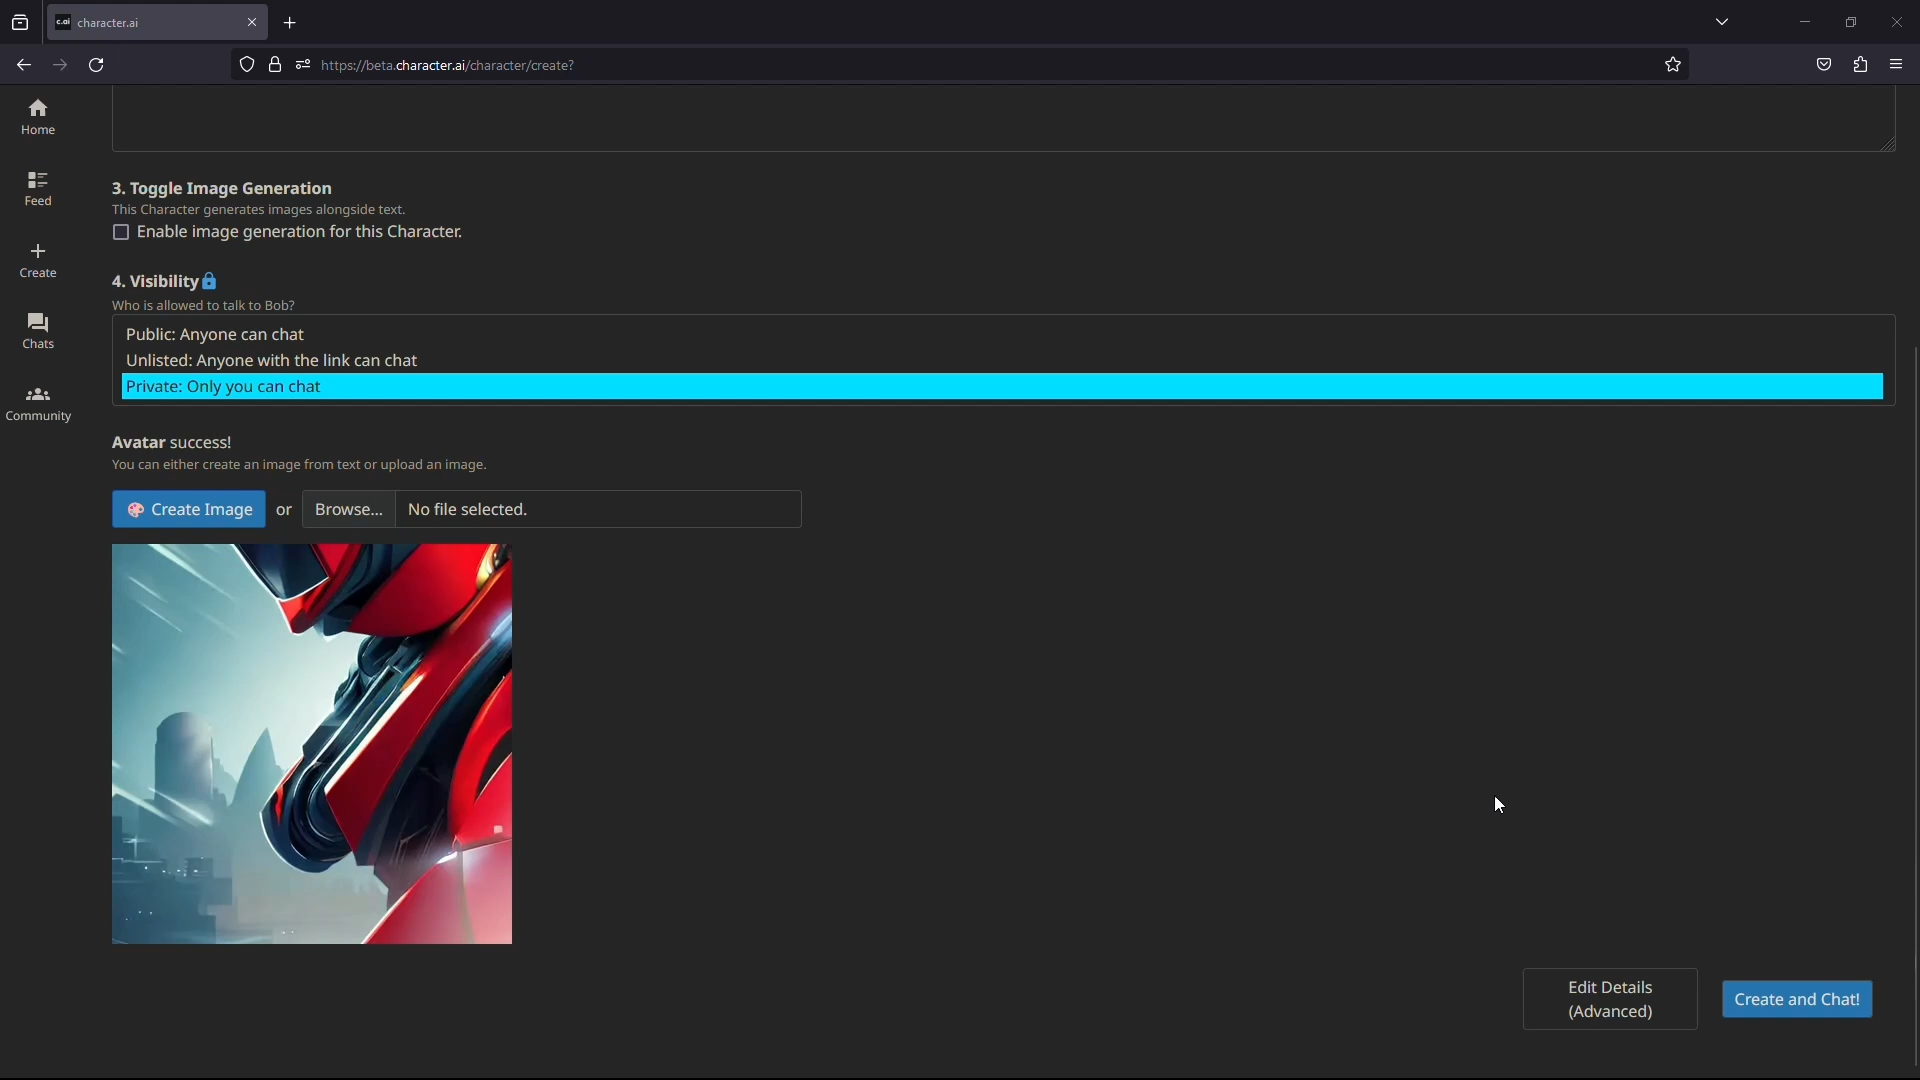 c.ai character.ai
https://beta.character.ai/character/create?
Home
Feed
Create
Chats
Community
3. Toggle Image Generation
This Character generates images alongside text.
Enable image generation for this Character.
4. Visibility
Who is allowed to talk to Bob?
Public: Anyone can chat
Unlisted: Anyone with the link can chat
Private: Only you can chat
Avatar success!
You can either create an image from text or upload an image.
Create Image or Browse... No file selected.
Edit Details
(Advanced)
Create and Chat!